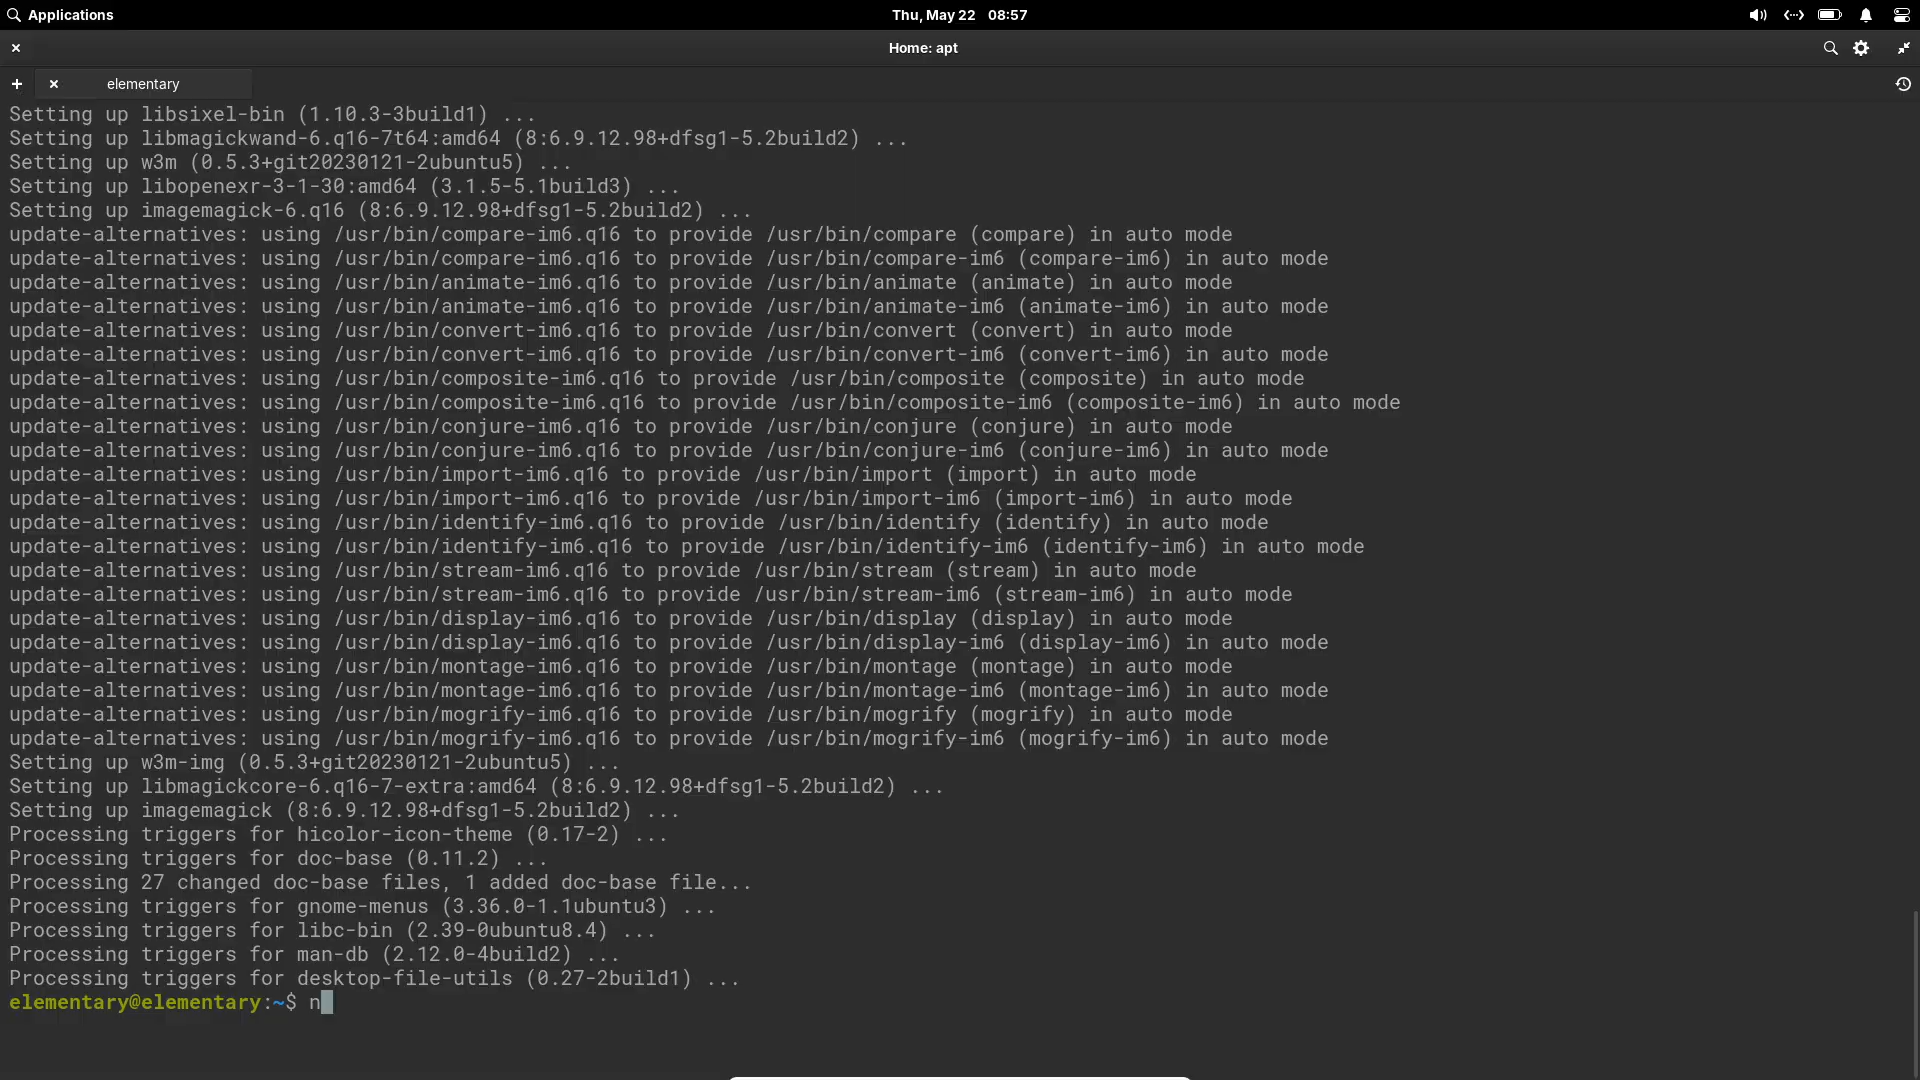 Applications
Thu, May 22 08:57
Home: apt
elementary
Setting up libsixel-bin (1.10.3-3build1) ...
Setting up libmagickwand-6.q16-7t64:amd64 (8:6.9.12.98+dfsg1-5.2build2) ...
Setting up w3m (0.5.3+git20230121-2ubuntu5) ...
Setting up libopenexr-3-1-30:amd64 (3.1.5-5.1build3) ...
Setting up imagemagick-6.q16 (8:6.9.12.98+dfsg1-5.2build2) ...
update-alternatives: using /usr/bin/compare-im6.q16 to provide /usr/bin/compare (compare) in auto mode
update-alternatives: using /usr/bin/compare-im6.q16 to provide /usr/bin/compare-im6 (compare-im6) in auto mode
update-alternatives: using /usr/bin/animate-im6.q16 to provide /usr/bin/animate (animate) in auto mode
update-alternatives: using /usr/bin/animate-im6.q16 to provide /usr/bin/animate-im6 (animate-im6) in auto mode
update-alternatives: using /usr/bin/convert-im6.q16 to provide /usr/bin/convert (convert) in auto mode
update-alternatives: using /usr/bin/convert-im6.q16 to provide /usr/bin/convert-im6 (convert-im6) in auto mode
update-alternatives: using /usr/bin/composite-im6.q16 to provide /usr/bin/composite (composite) in auto mode
update-alternatives: using /usr/bin/composite-im6.q16 to provide /usr/bin/composite-im6 (composite-im6) in auto mode
update-alternatives: using /usr/bin/conjure-im6.q16 to provide /usr/bin/conjure (conjure) in auto mode
update-alternatives: using /usr/bin/conjure-im6.q16 to provide /usr/bin/conjure-im6 (conjure-im6) in auto mode
update-alternatives: using /usr/bin/import-im6.q16 to provide /usr/bin/import (import) in auto mode
update-alternatives: using /usr/bin/import-im6.q16 to provide /usr/bin/import-im6 (import-im6) in auto mode
update-alternatives: using /usr/bin/identify-im6.q16 to provide /usr/bin/identify (identify) in auto mode
update-alternatives: using /usr/bin/identify-im6.q16 to provide /usr/bin/identify-im6 (identify-im6) in auto mode
update-alternatives: using /usr/bin/stream-im6.q16 to provide /usr/bin/stream (stream) in auto mode
update-alternatives: using /usr/bin/stream-im6.q16 to provide /usr/bin/stream-im6 (stream-im6) in auto mode
update-alternatives: using /usr/bin/display-im6.q16 to provide /usr/bin/display (display) in auto mode
update-alternatives: using /usr/bin/display-im6.q16 to provide /usr/bin/display-im6 (display-im6) in auto mode
update-alternatives: using /usr/bin/montage-im6.q16 to provide /usr/bin/montage (montage) in auto mode
update-alternatives: using /usr/bin/montage-im6.q16 to provide /usr/bin/montage-im6 (montage-im6) in auto mode
update-alternatives: using /usr/bin/mogrify-im6.q16 to provide /usr/bin/mogrify (mogrify) in auto mode
update-alternatives: using /usr/bin/mogrify-im6.q16 to provide /usr/bin/mogrify-im6 (mogrify-im6) in auto mode
Setting up w3m-img (0.5.3+git20230121-2ubuntu5) ...
Setting up libmagickcore-6.q16-7-extra:amd64 (8:6.9.12.98+dfsg1-5.2build2) ...
Setting up imagemagick (8:6.9.12.98+dfsg1-5.2build2) ...
Processing triggers for hicolor-icon-theme (0.17-2) ...
Processing triggers for doc-base (0.11.2) ...
Processing 27 changed doc-base files, 1 added doc-base file...
Processing triggers for gnome-menus (3.36.0-1.1ubuntu3) ...
Processing triggers for libc-bin (2.39-0ubuntu8.4) ...
Processing triggers for man-db (2.12.0-4build2) ...
Processing triggers for desktop-file-utils (0.27-2build1) ...
elementary@elementary:~$ n